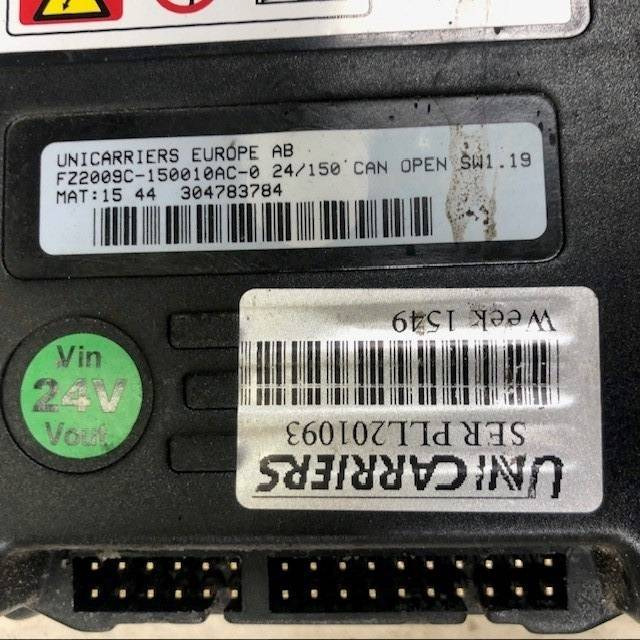 UNICARRIERS EUROPE AB
FZ2009C-150010AC-0 24/150 CAN OPEN SW1.19
MAT:15 44 304783784
Vin
24V
Vout
UNICARRIERS
SER PLL201093
Week 1549